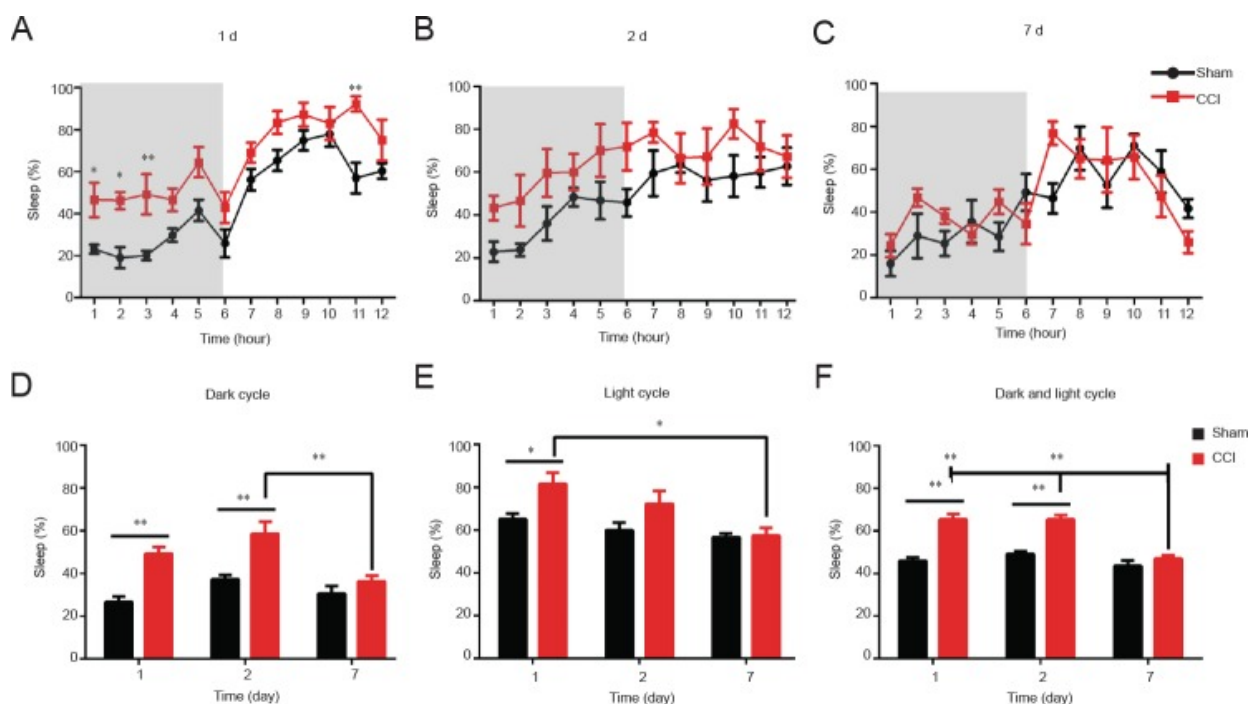 A
1 d
B
2 d
C
7 d
Sham
CCI
Sleep (%)
100
80
60
40
20
0
* * ** **
1 2 3 4 5 6 7 8 9 10 11 12
Time (hour)
Sleep (%)
100
80
60
40
20
0
1 2 3 4 5 6 7 8 9 10 11 12
Time (hour)
Sleep (%)
100
80
60
40
20
0
1 2 3 4 5 6 7 8 9 10 11 12
Time (hour)
D
Dark cycle
Sleep (%)
100
80
60
40
20
0
** ** **
1 2 7
Time (day)
E
Light cycle
Sleep (%)
100
80
60
40
20
0
* *
1 2 7
Time (day)
F
Dark and light cycle
Sham
CCI
Sleep (%)
100
80
60
40
20
0
** **
** **
1 2 7
Time (day)